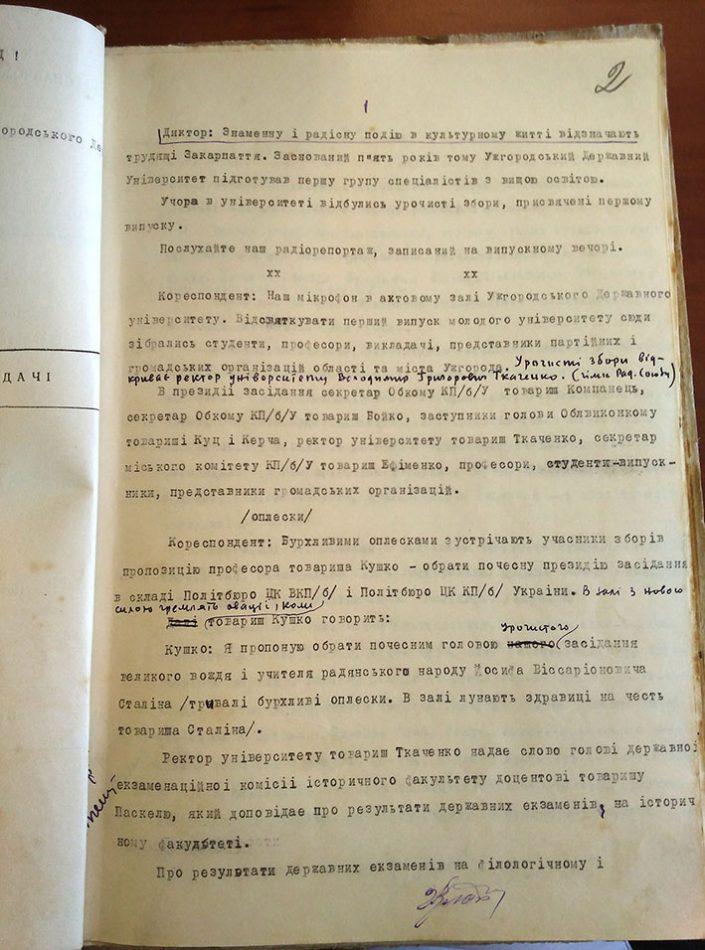 Д І
ородського Де
ДАЧІ
2
1
Диктор: Знаменну і радісну подію в культурному житті відзначають
трудящі Закарпаття. Заснований п"ять років тому Ужгородський Державний
Університет підготував першу групу спеціалістів з вищою освітою.
Учора в університеті відбулись урочисті збори, присвячені першому
випуску.
Послухайте наш радіорепортаж, записаний на випускному вечорі.
хх хх
Кореспондент: Наш мікрофон в актовому залі Ужгородського Державного
університету. Відсвяткувати перший випуск молодого університету сюди
зібрались студенти, професори, викладачі, представники партійних і
громадських організацій області та міста Ужгорода. Урочисті збори від-
криває ректор університету Володимир Григорович Ткаченко. (гімн Рад. Союзу)
В президії засідання секретар Обкому КП/б/У товариш Компанець,
секретар Обкому КП/б/У товариш Бойко, заступники голови Облвиконкому
товариші Куц і Керча, ректор університету товариш Ткаченко, секретар
міського комітету КП/б/У товариш Ефіменко, професори, студенти-випуск-
ники, представники громадських організацій.
/оплески/
Кореспондент: Бурхливими оплесками зустрічають учасники зборів
пропозицію професора товариша Кушко - обрати почесну президію засідання
в складі Політбюро ЦК ВКП/б/ і Політбюро ЦК КП/б/ України. В залі з новою
силою гремлять овації, коли
Далі товариш Кушко говорить:
урочистого
Кушко: Я пропоную обрати почесним головою нашого засідання
великого вождя і учителя радянського народу Йосифа Віссаріоновича
Сталіна /тривалі бурхливі оплески. В залі лунають здравиці на честь
товариша Сталіна/.
Ректор університету товариш Ткаченко надає слово голові державної
екзаменаційної комісії історичного факультету доцентові товаришу
Паскелю, який доповідає про результати державних екзаменів, на історич
ному факультеті.
Про результати державних екзаменів на філологічному і